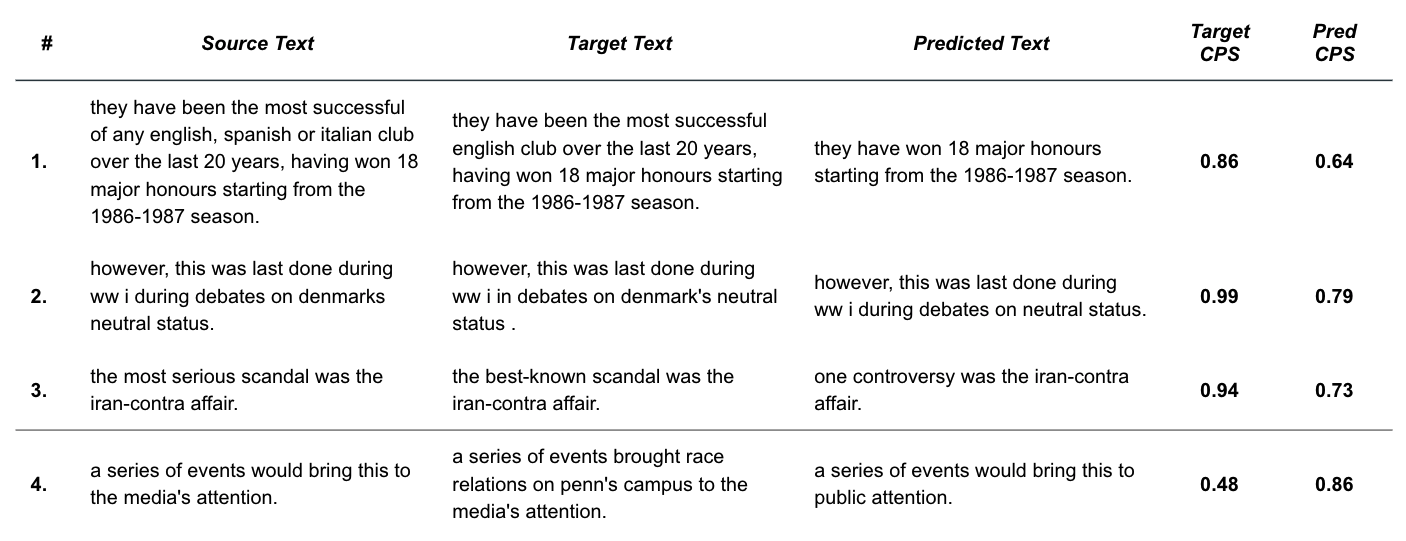 # Source Text Target Text Predicted Text Target CPS Pred CPS
1.
they have been the most successful
of any english, spanish or italian club
over the last 20 years, having won 18
major honours starting from the
1986-1987 season.
they have been the most successful
english club over the last 20 years,
having won 18 major honours starting
from the 1986-1987 season.
they have won 18 major honours
starting from the 1986-1987 season.
0.86
0.64
2.
however, this was last done during
ww i during debates on denmarks
neutral status.
however, this was last done during
ww i in debates on denmark's neutral
status .
however, this was last done during
ww i during debates on neutral status.
0.99
0.79
3.
the most serious scandal was the
iran-contra affair.
the best-known scandal was the
iran-contra affair.
one controversy was the iran-contra
affair.
0.94
0.73
4.
a series of events would bring this to
the media's attention.
a series of events brought race
relations on penn's campus to the
media's attention.
a series of events would bring this to
public attention.
0.48
0.86